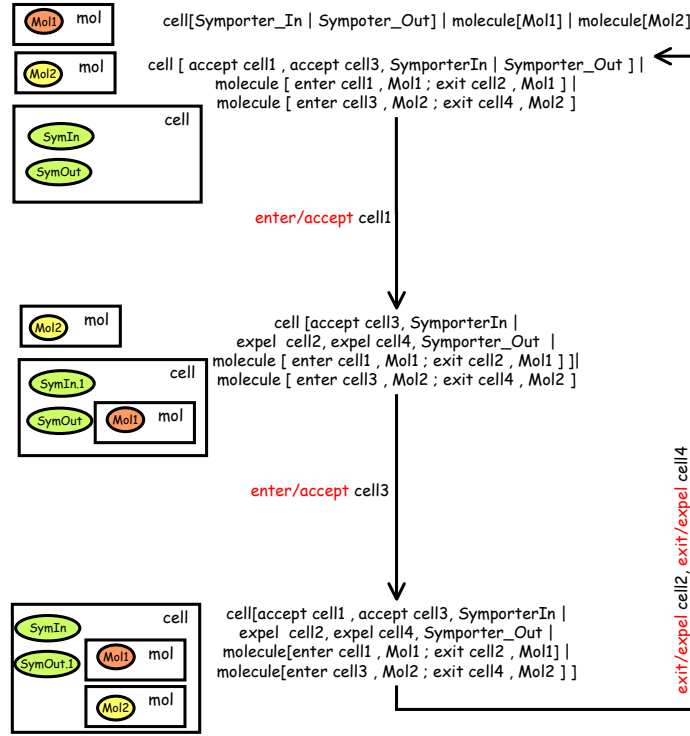 Mol1 mol
cell[Symporter_In | Sympoter_Out] | molecule[Mol1] | molecule[Mol2]
Mol2 mol
cell [ accept cell1 , accept cell3, SymporterIn | Symporter_Out ] |
molecule [ enter cell1 , Mol1 ; exit cell2 , Mol1 ] |
molecule [ enter cell3 , Mol2 ; exit cell4 , Mol2 ]
cell
SymIn
SymOut
enter/accept cell1
Mol2 mol
cell [accept cell3, SymporterIn |
expel cell2, expel cell4, Symporter_Out |
molecule [ enter cell1 , Mol1 ; exit cell2 , Mol1 ] ]|
molecule [ enter cell3 , Mol2 ; exit cell4 , Mol2 ]
cell
SymIn.1
SymOut
Mol1 mol
enter/accept cell3
exit/expel cell2, exit/expel cell4
cell
SymIn
SymOut.1
Mol1 mol
Mol2 mol
cell[accept cell1 , accept cell3, SymporterIn |
expel cell2, expel cell4, Symporter_Out |
molecule[enter cell1 , Mol1 ; exit cell2 , Mol1] |
molecule[enter cell3 , Mol2 ; exit cell4 , Mol2 ] ]